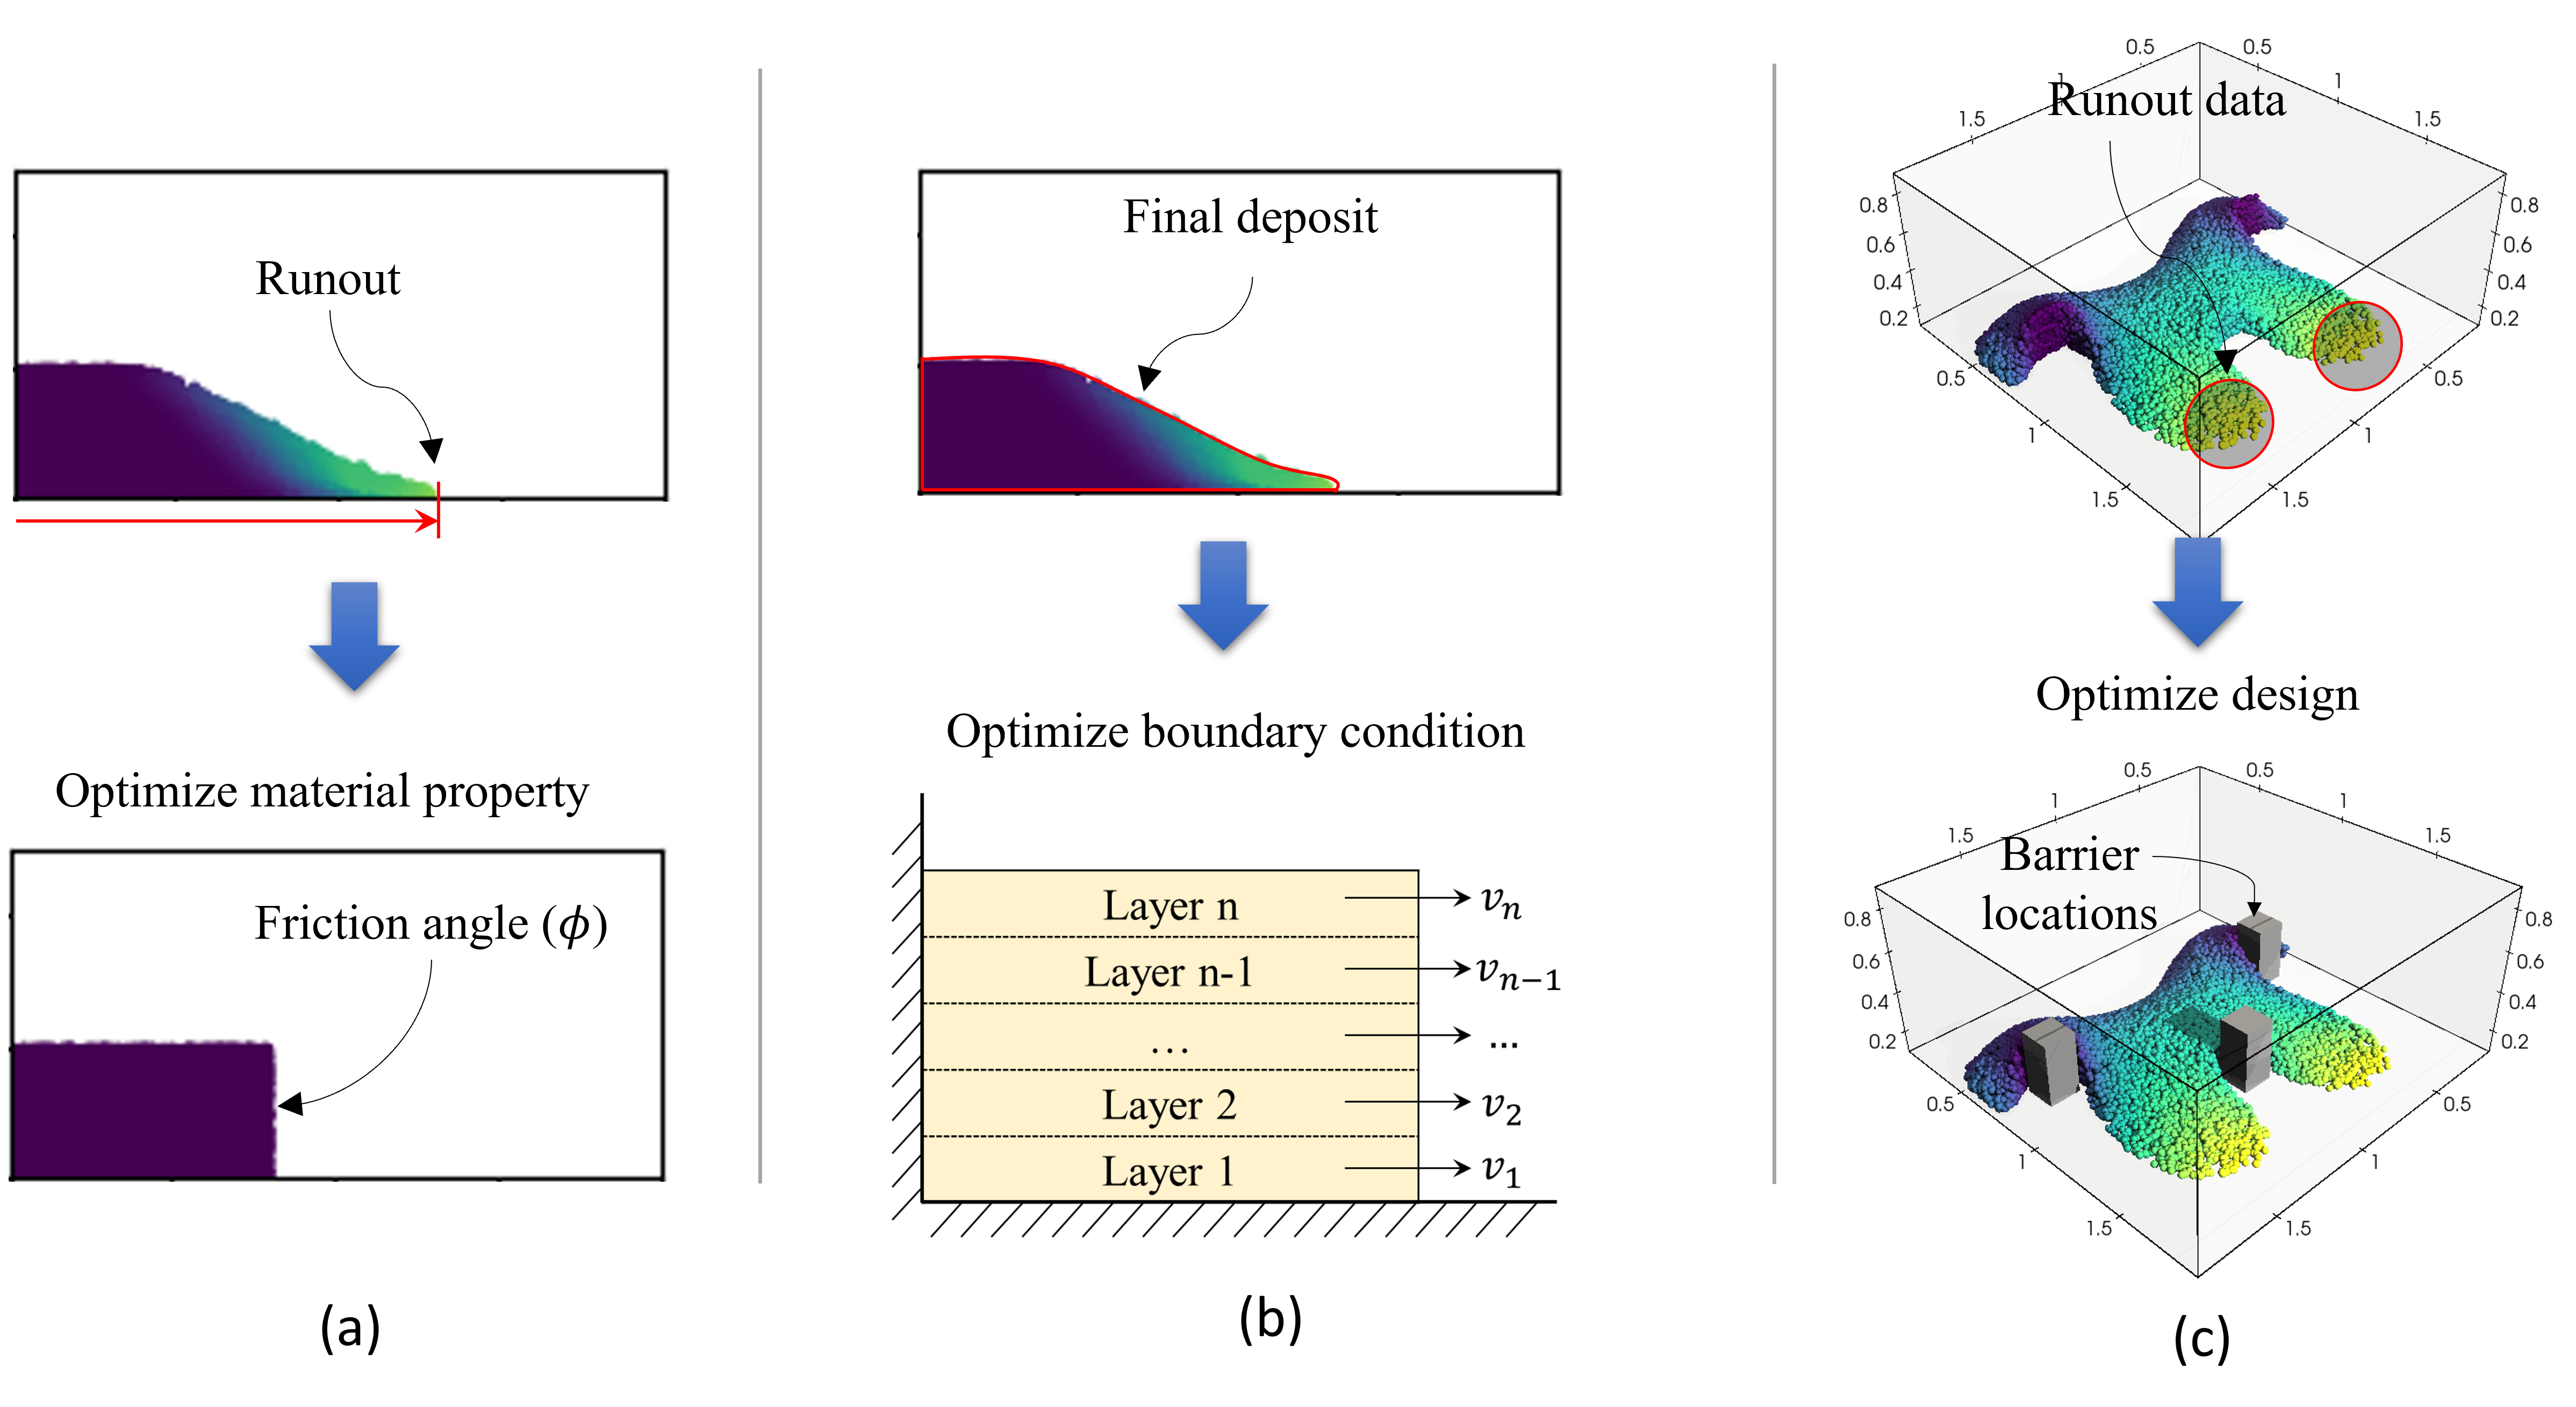 Runout
Optimize material property
Friction angle (ϕ)
(a)
Final deposit
Optimize boundary condition
Layer n
vₙ
Layer n-1
vₙ₋₁
…
...
Layer 2
v₂
Layer 1
v₁
(b)
0.5 0.5
1 1
Runout data
1.5 1.5
0.8 0.8
0.6 0.6
0.4 0.4
0.2 0.2
0.5 0.5
1 1
1.5 1.5
Optimize design
0.5 0.5
1 1
1.5 1.5
Barrier
locations
0.8 0.8
0.6 0.6
0.4 0.4
0.2 0.2
0.5 0.5
1 1
1.5 1.5
(c)